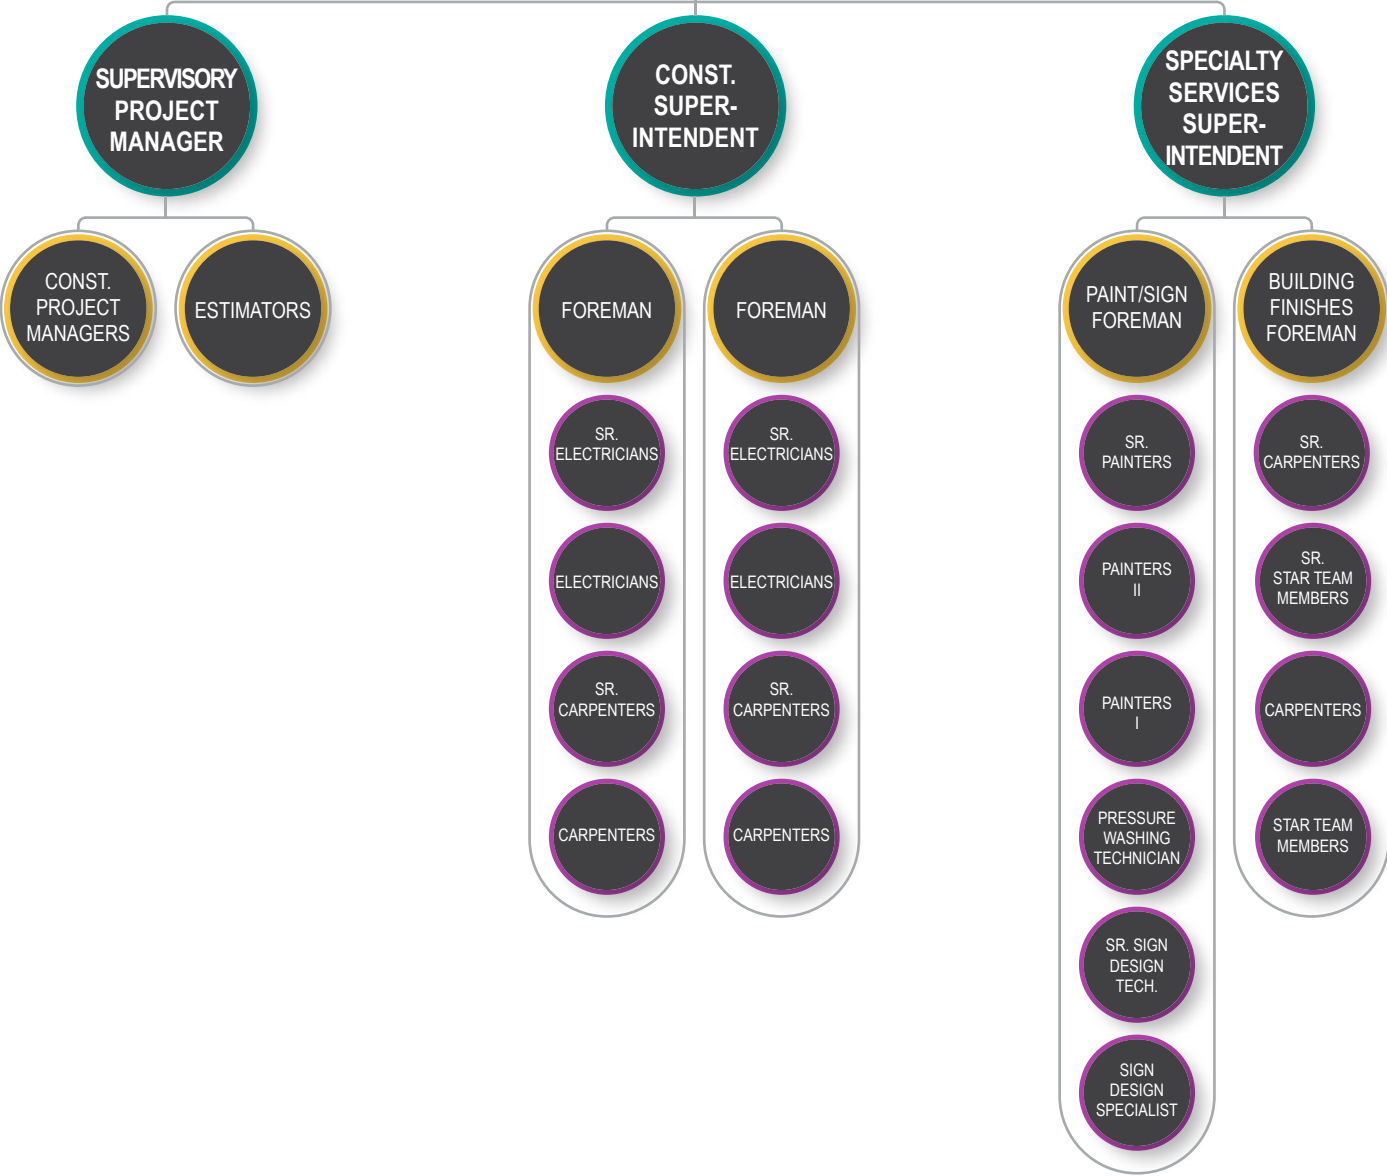 SUPERVISORY
PROJECT
MANAGER
CONST.
SUPER-
INTENDENT
SPECIALTY
SERVICES
SUPER-
INTENDENT
CONST.
PROJECT
MANAGERS
ESTIMATORS
FOREMAN
FOREMAN
PAINT/SIGN
FOREMAN
BUILDING
FINISHES
FOREMAN
SR.
ELECTRICIANS
SR.
ELECTRICIANS
SR.
PAINTERS
SR.
CARPENTERS
ELECTRICIANS
ELECTRICIANS
PAINTERS
II
SR.
STAR TEAM
MEMBERS
SR.
CARPENTERS
SR.
CARPENTERS
PAINTERS
I
CARPENTERS
CARPENTERS
CARPENTERS
PRESSURE
WASHING
TECHNICIAN
STAR TEAM
MEMBERS
SR. SIGN
DESIGN
TECH.
SIGN
DESIGN
SPECIALIST